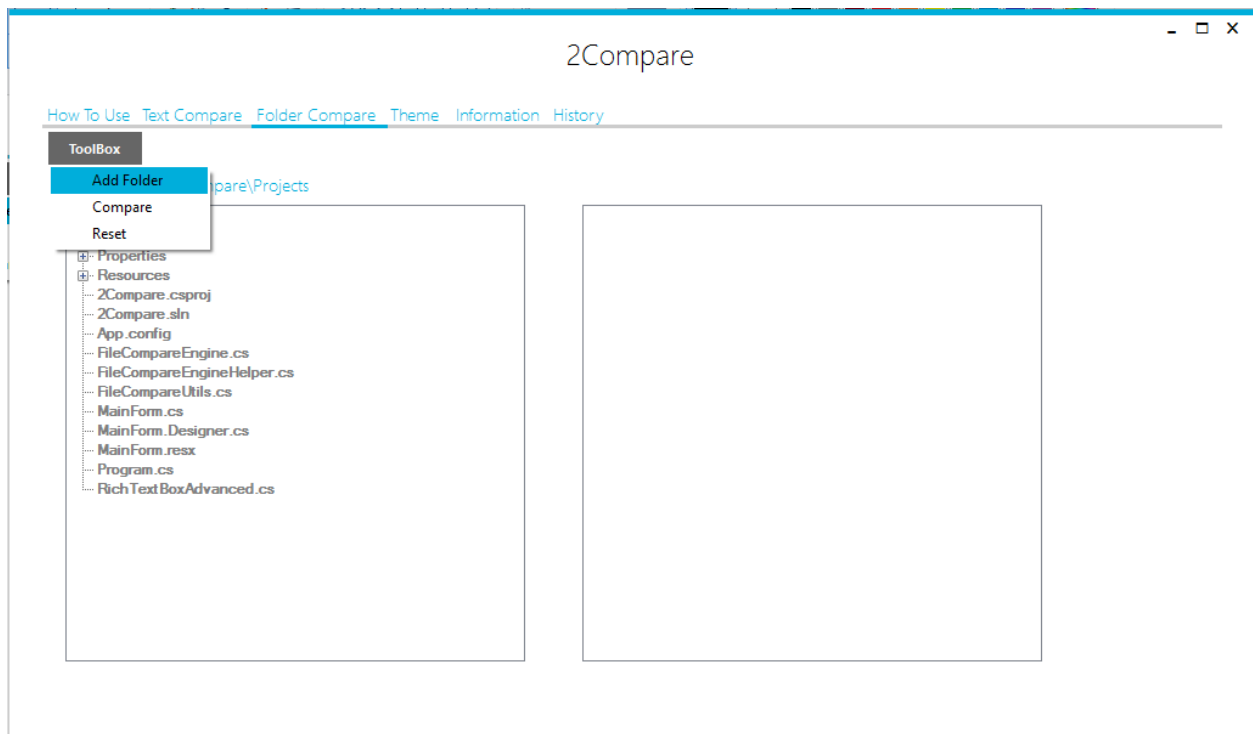 2Compare
How To Use Text Compare Folder Compare Theme Information History
ToolBox
Add Folder
pare\Projects
Compare
Reset
Properties
Resources
2Compare.csproj
2Compare.sln
App.config
FileCompareEngine.cs
FileCompareEngineHelper.cs
FileCompareUtils.cs
MainForm.cs
MainForm.Designer.cs
MainForm.resx
Program.cs
RichTextBoxAdvanced.cs